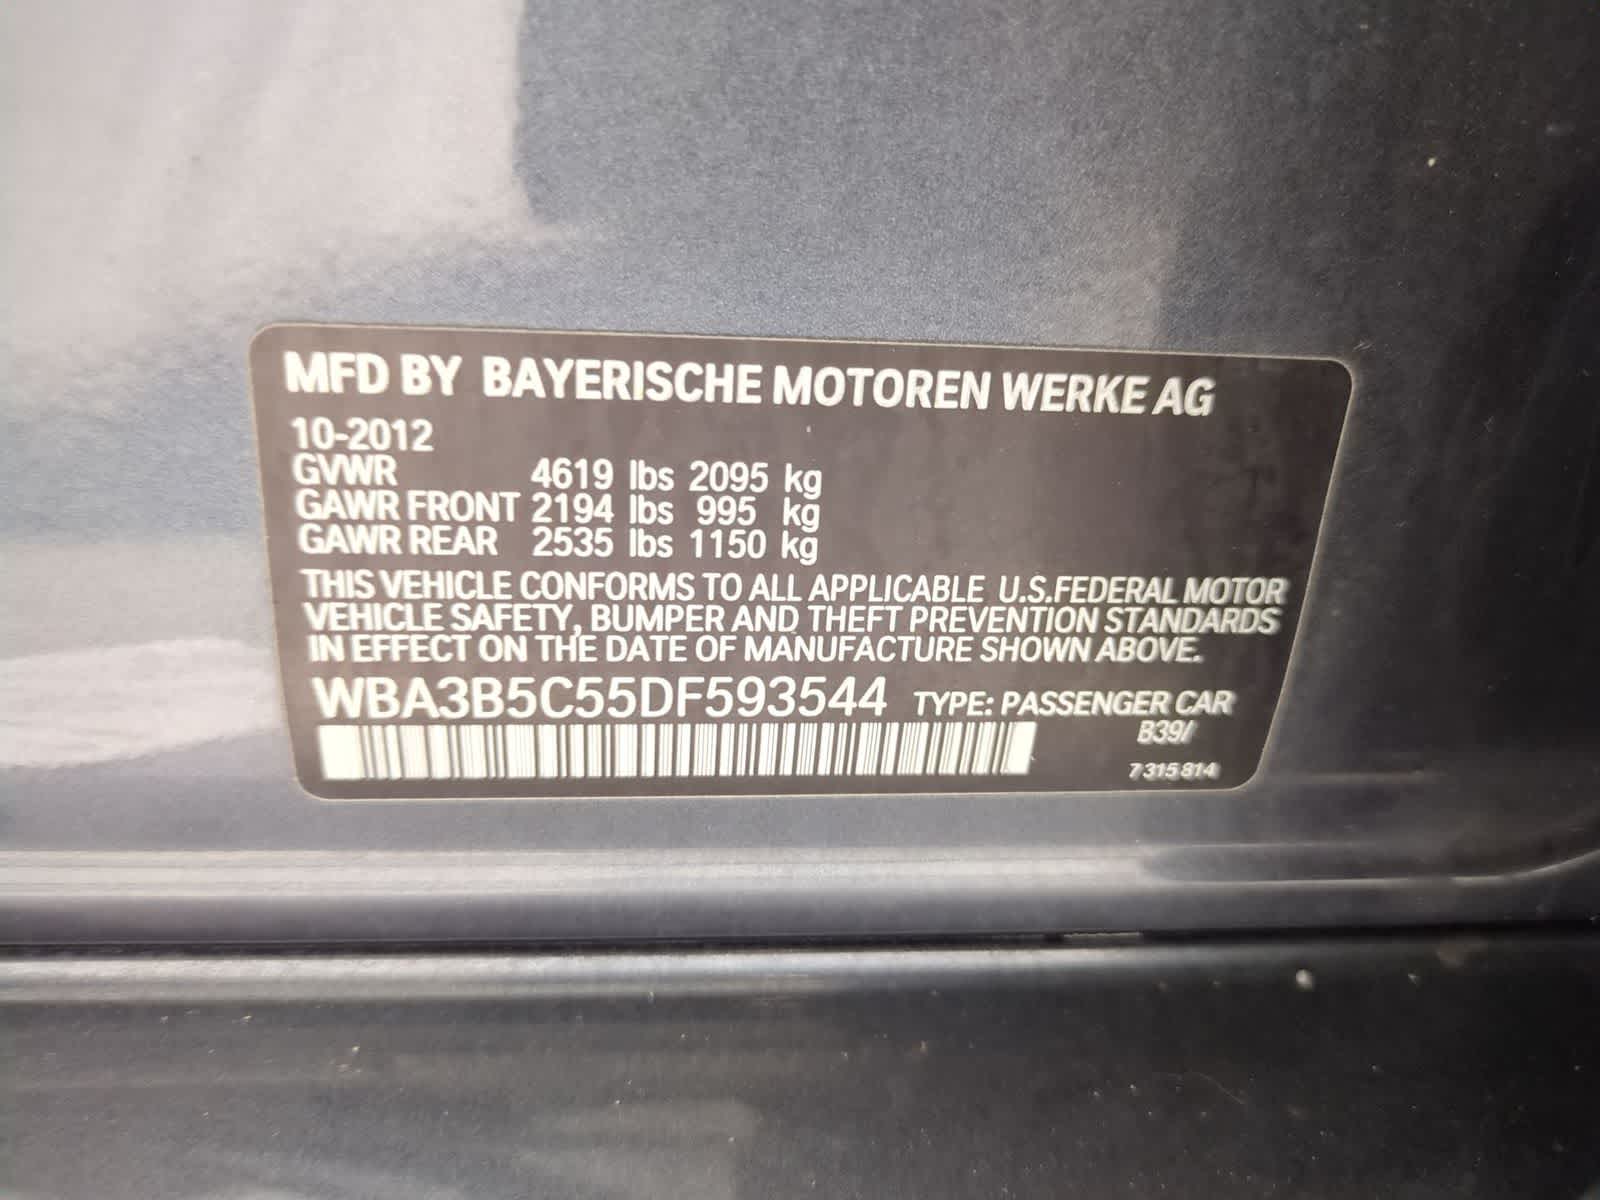 MFD BY BAYERISCHE MOTOREN WERKE AG
10-2012
GVWR 4619 lbs 2095 kg
GAWR FRONT 2194 lbs 995 kg
GAWR REAR 2535 lbs 1150 kg
THIS VEHICLE CONFORMS TO ALL APPLICABLE U.S.FEDERAL MOTOR
VEHICLE SAFETY, BUMPER AND THEFT PREVENTION STANDARDS
IN EFFECT ON THE DATE OF MANUFACTURE SHOWN ABOVE.
WBA3B5C55DF593544 TYPE: PASSENGER CAR
B39/
7 315 814